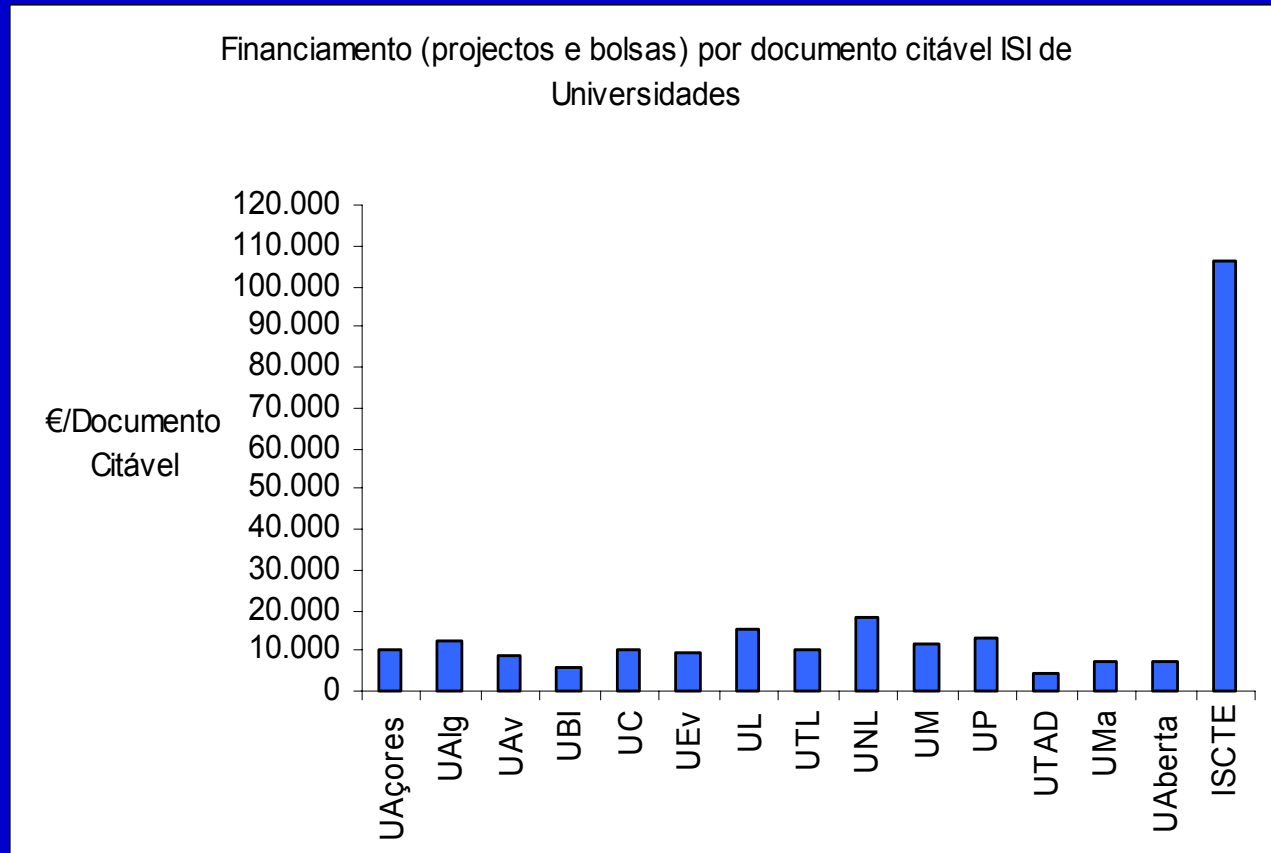 Financiamento (projectos e bolsas) por documento citável ISI de
Universidades
120.000
110.000
100.000
90.000
80.000
70.000
60.000
50.000
40.000
30.000
20.000
10.000
0
€/Documento
Citável
UAçores
UAlg
UAv
UBI
UC
UEv
UL
UTL
UNL
UM
UP
UTAD
UMa
UAberta
ISCTE